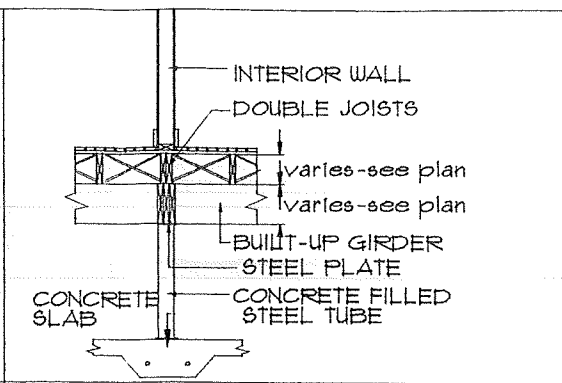 INTERIOR WALL
DOUBLE JOISTS
varies-see plan
varies-see plan
BUILT-UP GIRDER
STEEL PLATE
CONCRETE
SLAB
CONCRETE FILLED
STEEL TUBE